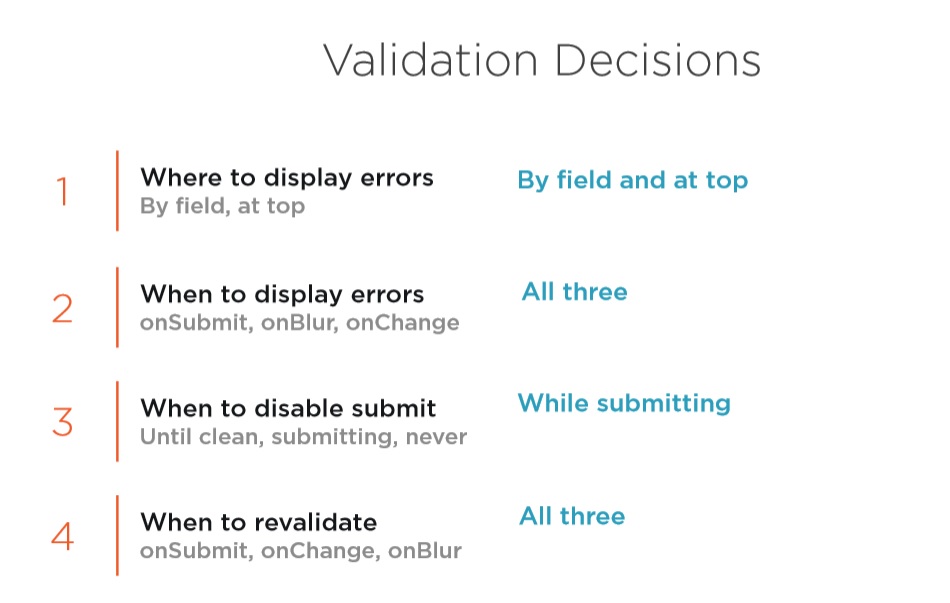 Validation Decisions
1
Where to display errors
By field, at top
By field and at top
2
When to display errors
onSubmit, onBlur, onChange
All three
3
When to disable submit
Until clean, submitting, never
While submitting
4
When to revalidate
onSubmit, onChange, onBlur
All three